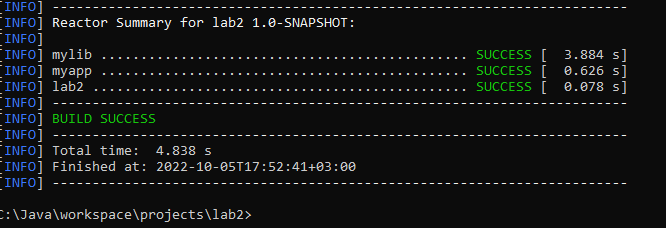 [INFO] ------------------------------------------------------------------------
[INFO] Reactor Summary for lab2 1.0-SNAPSHOT:
[INFO]
[INFO] mylib .............................................. SUCCESS [  3.884 s]
[INFO] myapp .............................................. SUCCESS [  0.626 s]
[INFO] lab2 ............................................... SUCCESS [  0.078 s]
[INFO] ------------------------------------------------------------------------
[INFO] BUILD SUCCESS
[INFO] ------------------------------------------------------------------------
[INFO] Total time:  4.838 s
[INFO] Finished at: 2022-10-05T17:52:41+03:00
[INFO] ------------------------------------------------------------------------
C:\Java\workspace\projects\lab2>